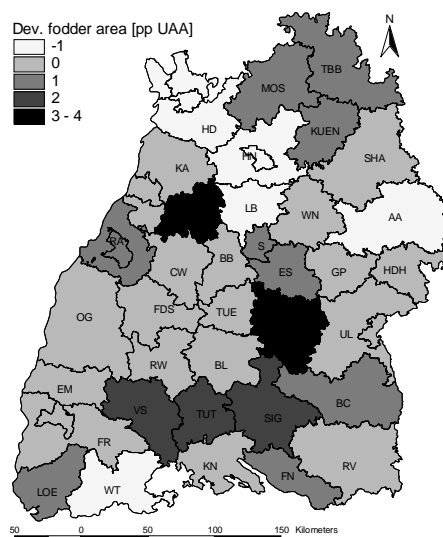 Dev. fodder area [pp UAA]
-1
0
1
2
3 - 4
N
TBB
MOS
HD
KUEN
HN
KA
SHA
LB
WN
AA
RA
S
CW
BB
ES
GP
HDH
OG
FDS
TUE
UL
RW
BL
EM
VS
TUT
SIG
BC
FR
KN
FN
RV
LOE
WT
50 0 50 100 150 Kilometers